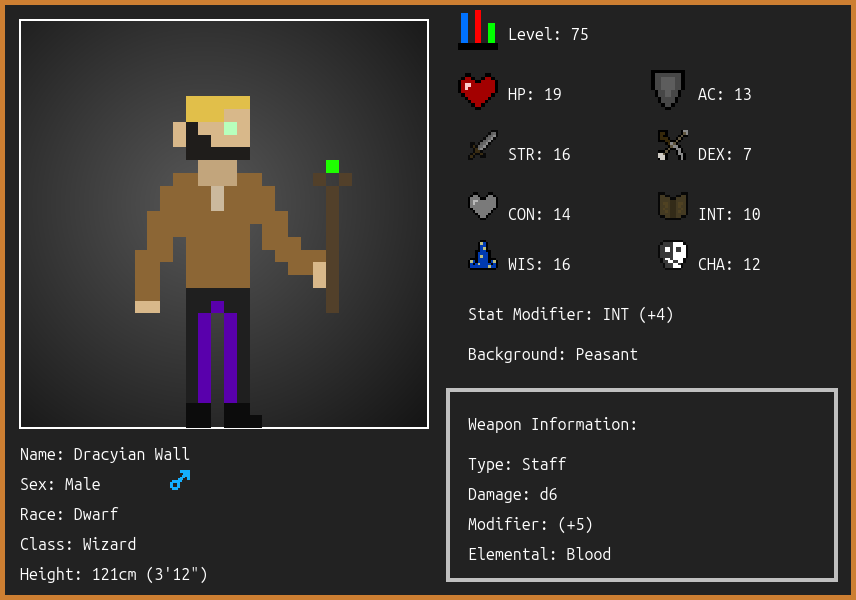 Level: 75
HP: 19
AC: 13
STR: 16
DEX: 7
CON: 14
INT: 10
WIS: 16
CHA: 12
Stat Modifier: INT (+4)
Background: Peasant
Weapon Information:
Type: Staff
Damage: d6
Modifier: (+5)
Elemental: Blood
Name: Dracyian Wall
Sex: Male
Race: Dwarf
Class: Wizard
Height: 121cm (3'12")